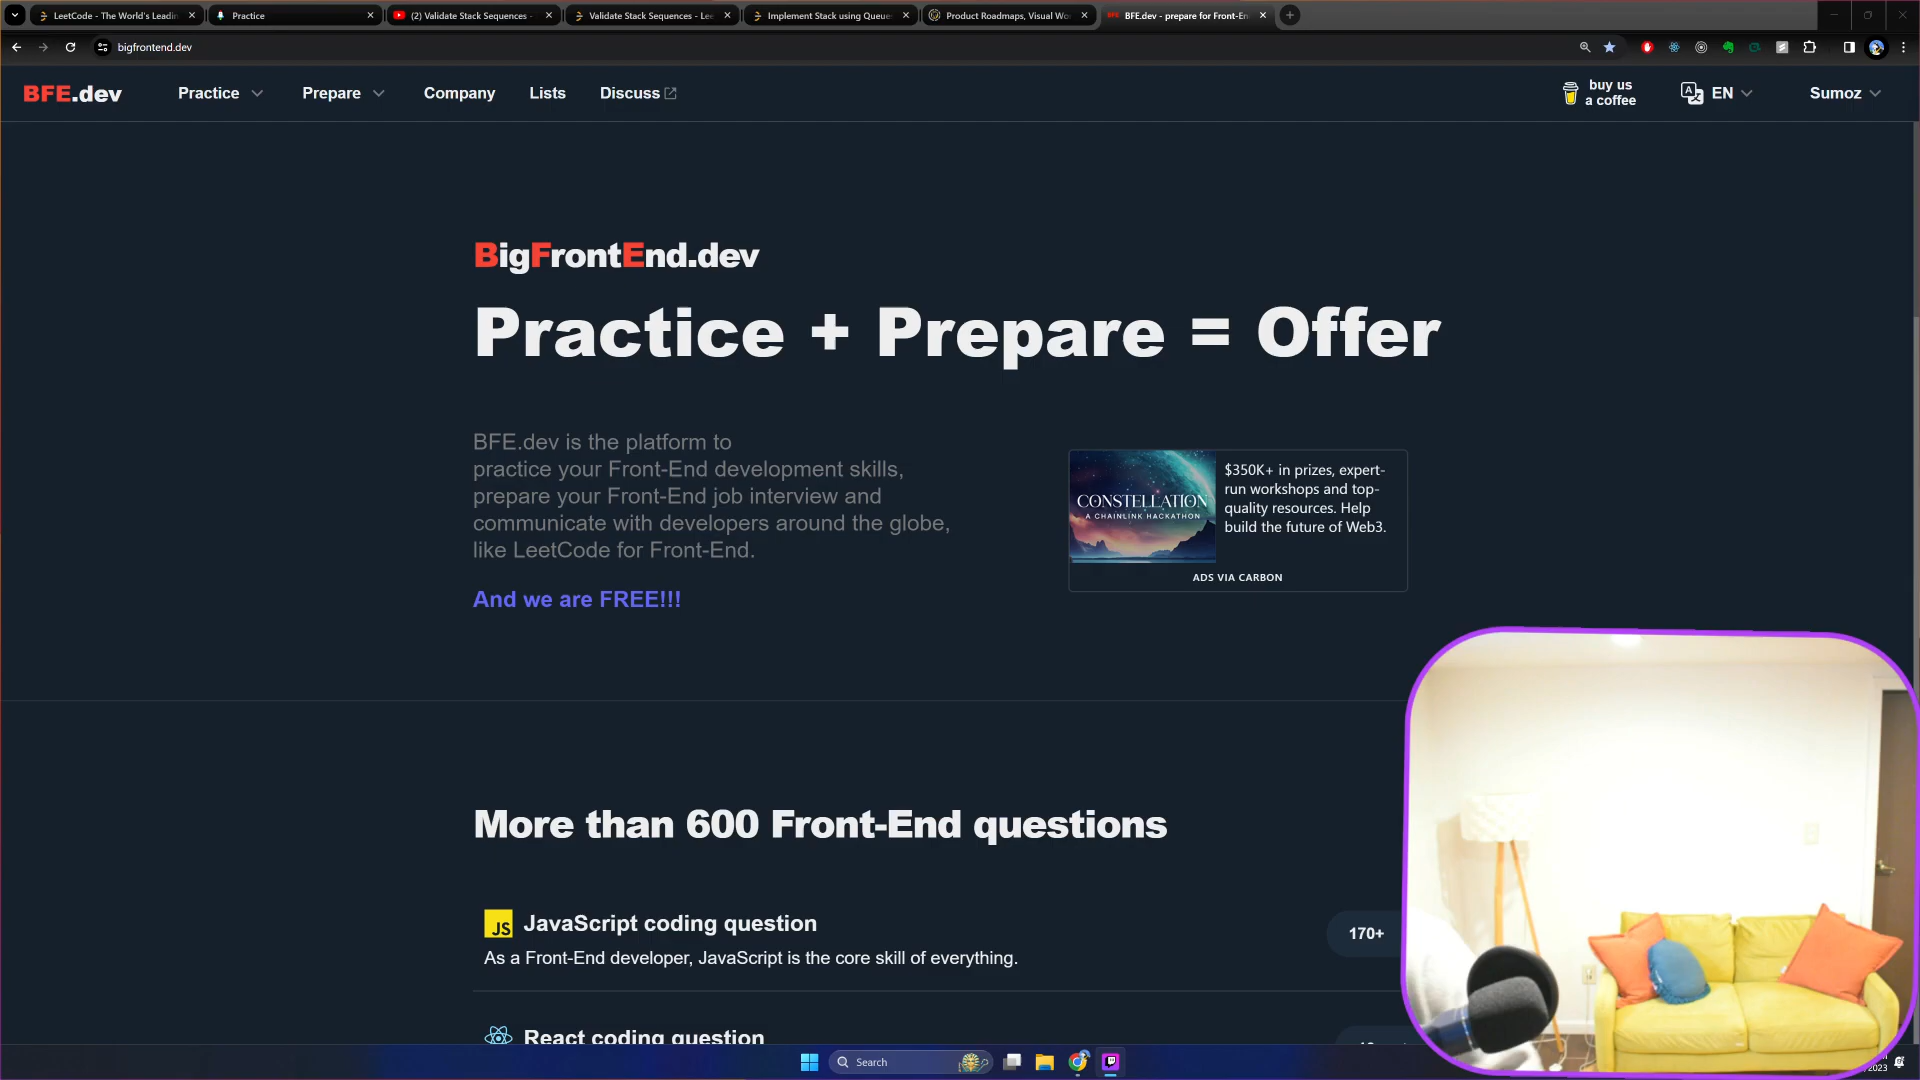 LeetCode - The World's Leadin
Practice
(2) Validate Stack Sequences -
Validate Stack Sequences - Lee
Implement Stack using Queue
Product Roadmaps, Visual Wo
BFE.dev - prepare for Front-En
bigfrontend.dev
BFE.dev
Practice
Prepare
Company
Lists
Discuss
buy us
a coffee
EN
Sumoz
BigFrontEnd.dev
Practice + Prepare = Offer
BFE.dev is the platform to
practice your Front-End development skills,
prepare your Front-End job interview and
communicate with developers around the globe,
like LeetCode for Front-End.
And we are FREE!!!
CONSTELLATION
A CHAINLINK HACKATHON
$350K+ in prizes, expert-
run workshops and top-
quality resources. Help
build the future of Web3.
ADS VIA CARBON
More than 600 Front-End questions
JS JavaScript coding question
170+
As a Front-End developer, JavaScript is the core skill of everything.
React coding question
Search
2023